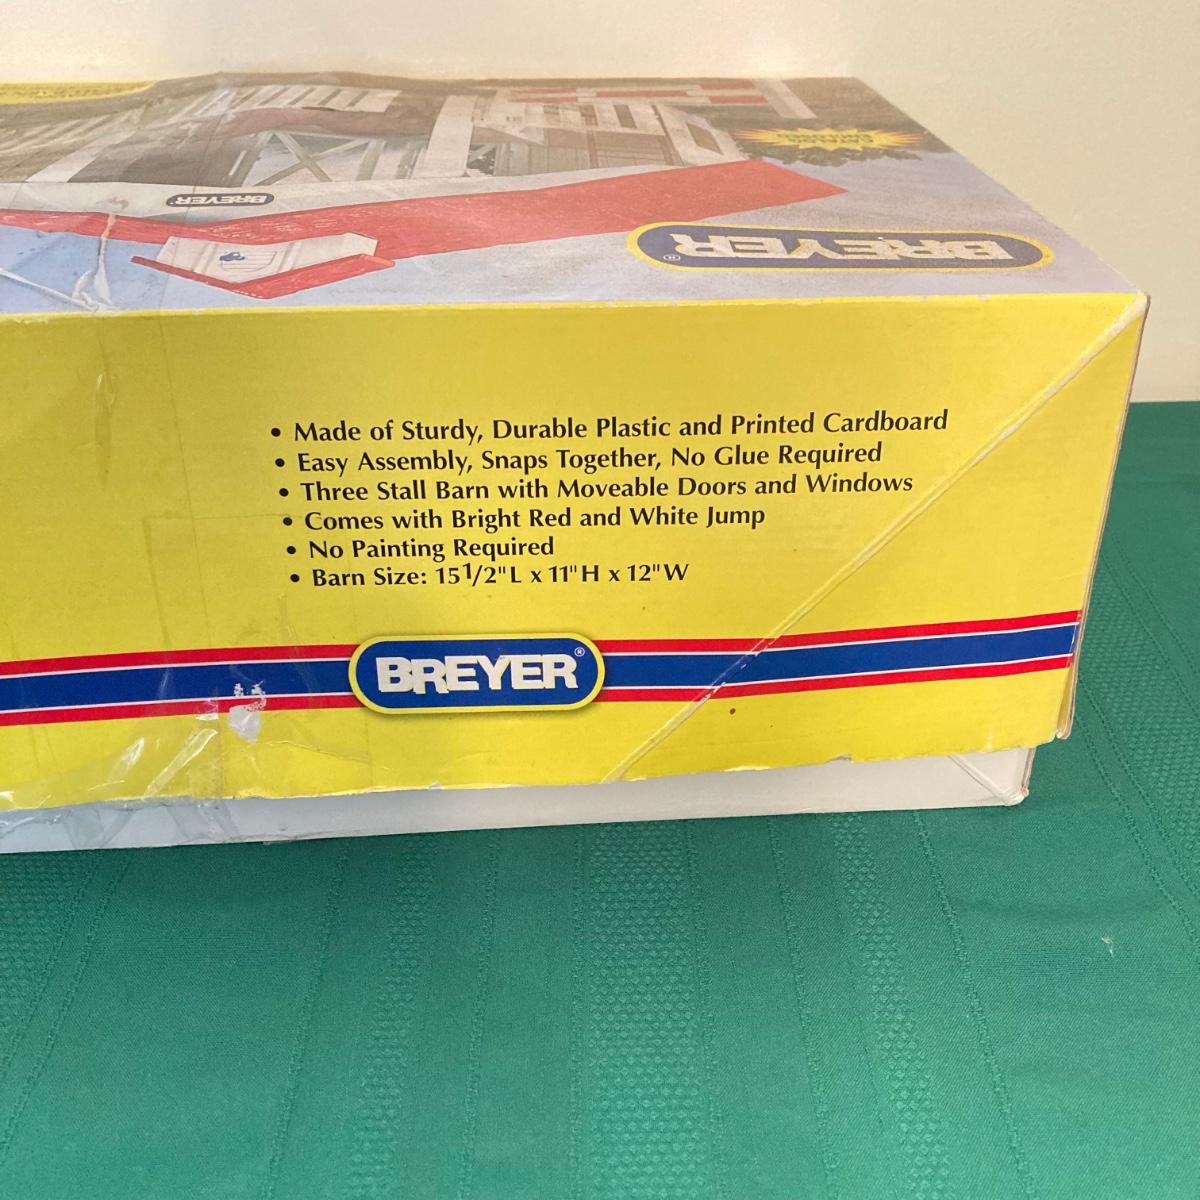 CATALOG
BREYER
BREYER®
• Made of Sturdy, Durable Plastic and Printed Cardboard
• Easy Assembly, Snaps Together, No Glue Required
• Three Stall Barn with Moveable Doors and Windows
• Comes with Bright Red and White Jump
• No Painting Required
• Barn Size: 15 1/2"L x 11"H x 12"W
BREYER®